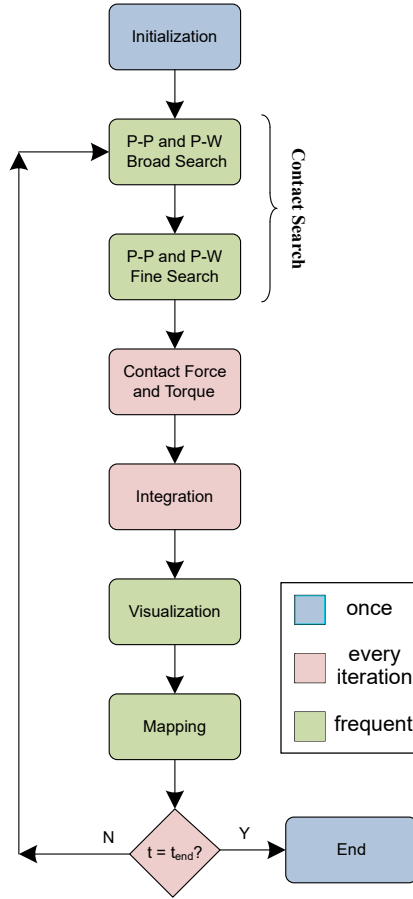 Initialization
P-P and P-W
Broad Search
Contact Search
P-P and P-W
Fine Search
Contact Force
and Torque
Integration
Visualization
once
every
iteration
frequent
Mapping
N
t = tend?
Y
End